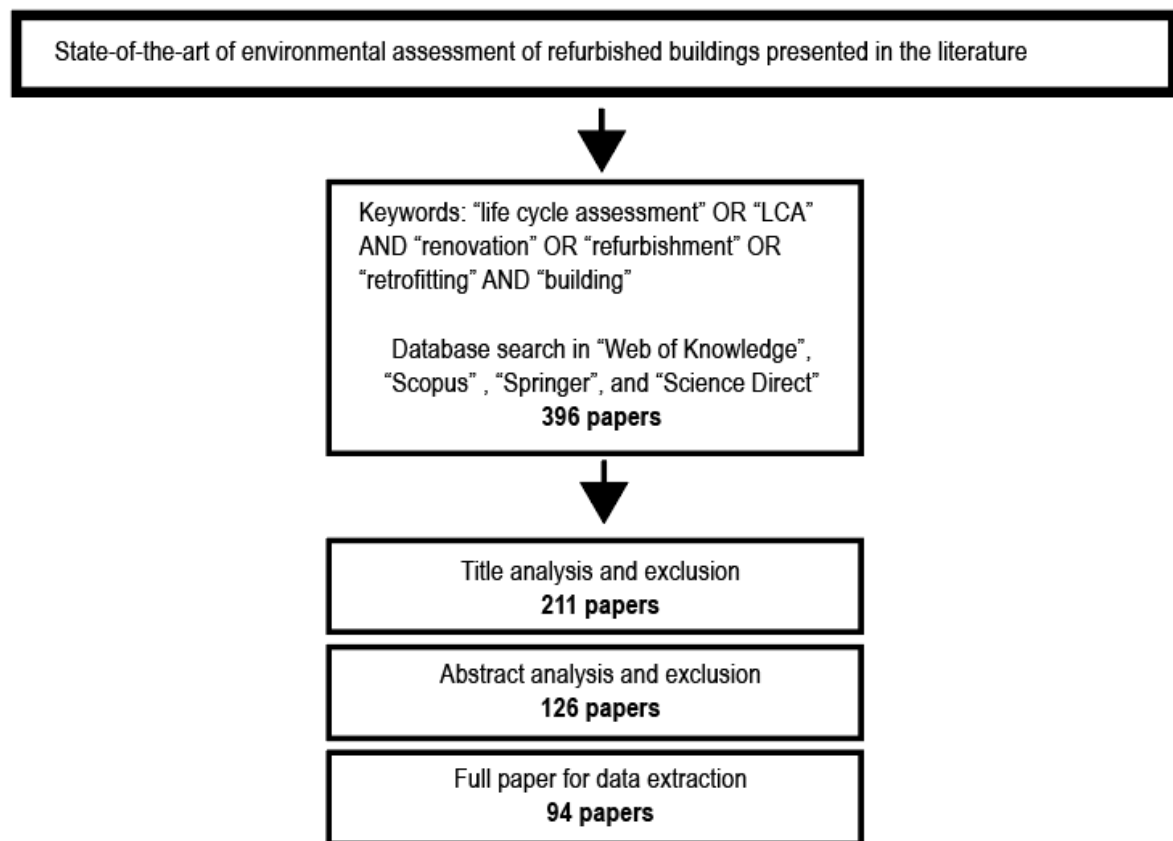 State-of-the-art of environmental assessment of refurbished buildings presented in the literature
Keywords: “life cycle assessment” OR “LCA”
AND “renovation” OR “refurbishment” OR
“retrofitting” AND “building”
Database search in “Web of Knowledge”,
“Scopus” , “Springer”, and “Science Direct”
396 papers
Title analysis and exclusion
211 papers
Abstract analysis and exclusion
126 papers
Full paper for data extraction
94 papers